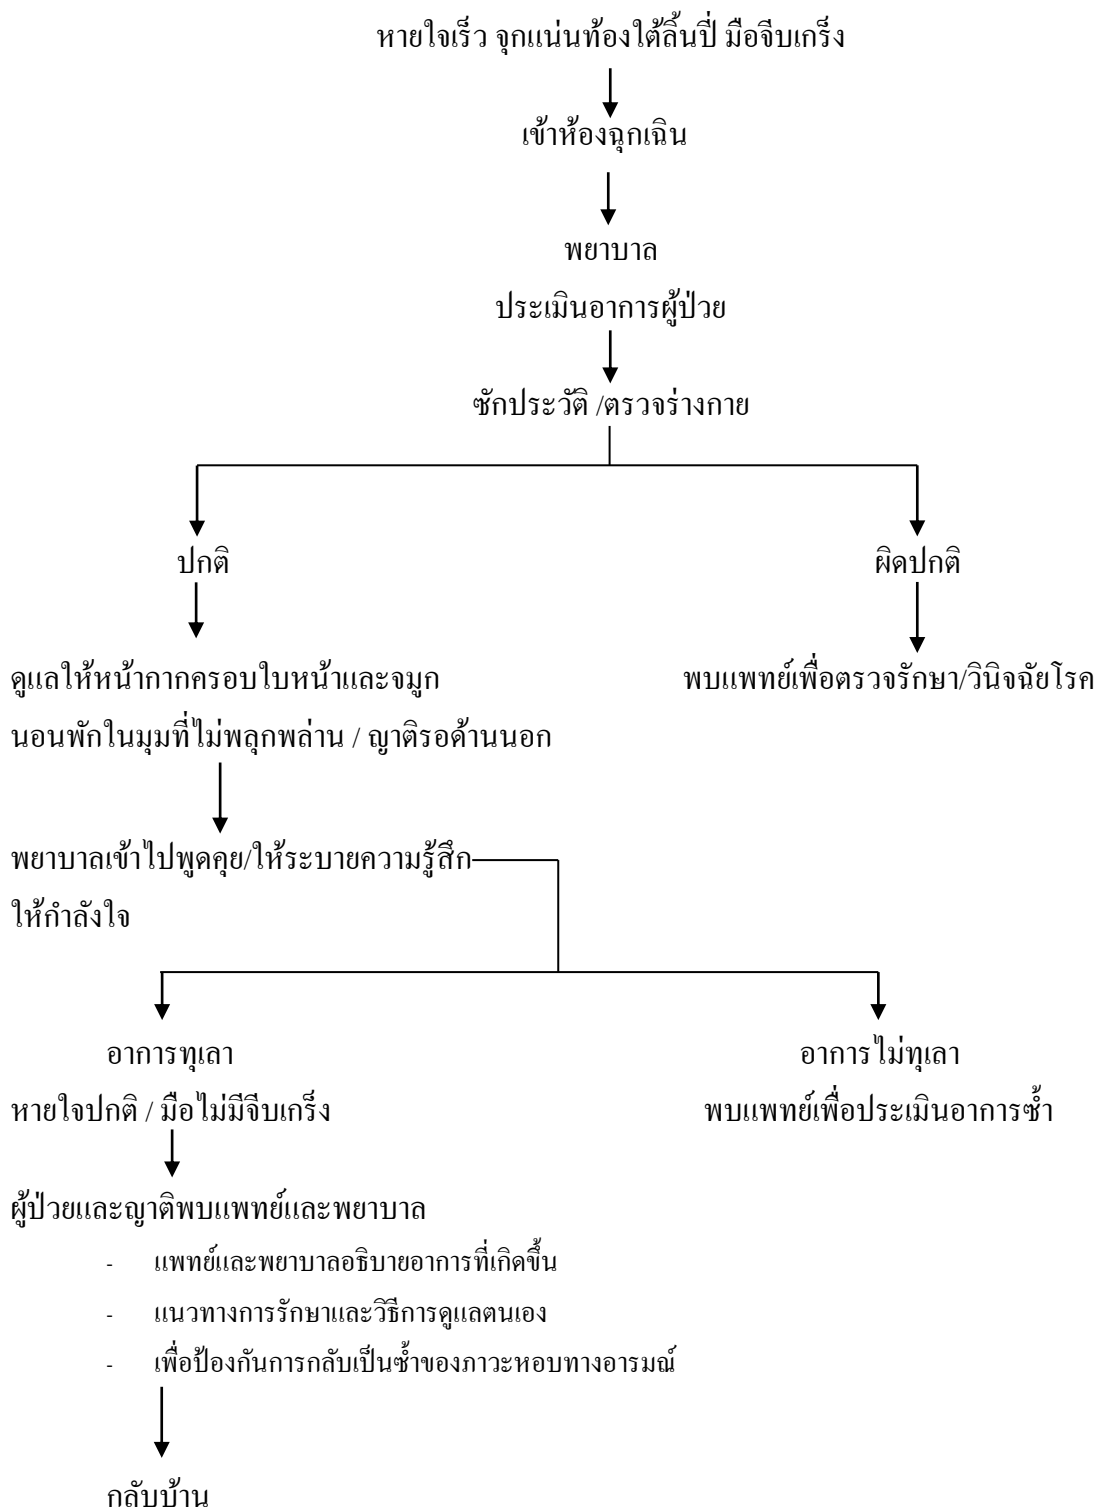 หายใจเร็ว จุกแน่นท้องใต้ลิ้นปี่ มือจีบเกร็ง
เข้าห้องฉุกเฉิน
พยาบาล
ประเมินอาการผู้ป่วย
ซักประวัติ /ตรวจร่างกาย
ปกติ
ผิดปกติ
ดูแลให้หน้ากากครอบใบหน้าและจมูก
พบแพทย์เพื่อตรวจรักษา/วินิจฉัยโรค
นอนพักในมุมที่ไม่พลุกพล่าน / ญาติรอด้านนอก
พยาบาลเข้าไปพูดคุย/ให้ระบายความรู้สึก
ให้กำลังใจ
อาการทุเลา
อาการไม่ทุเลา
หายใจปกติ / มือไม่มีจีบเกร็ง
พบแพทย์เพื่อประเมินอาการซ้ำ
ผู้ป่วยและญาติพบแพทย์และพยาบาล
- แพทย์และพยาบาลอธิบายอาการที่เกิดขึ้น
- แนวทางการรักษาและวิธีการดูแลตนเอง
- เพื่อป้องกันการกลับเป็นซ้ำของภาวะหอบทางอารมณ์
กลับบ้าน